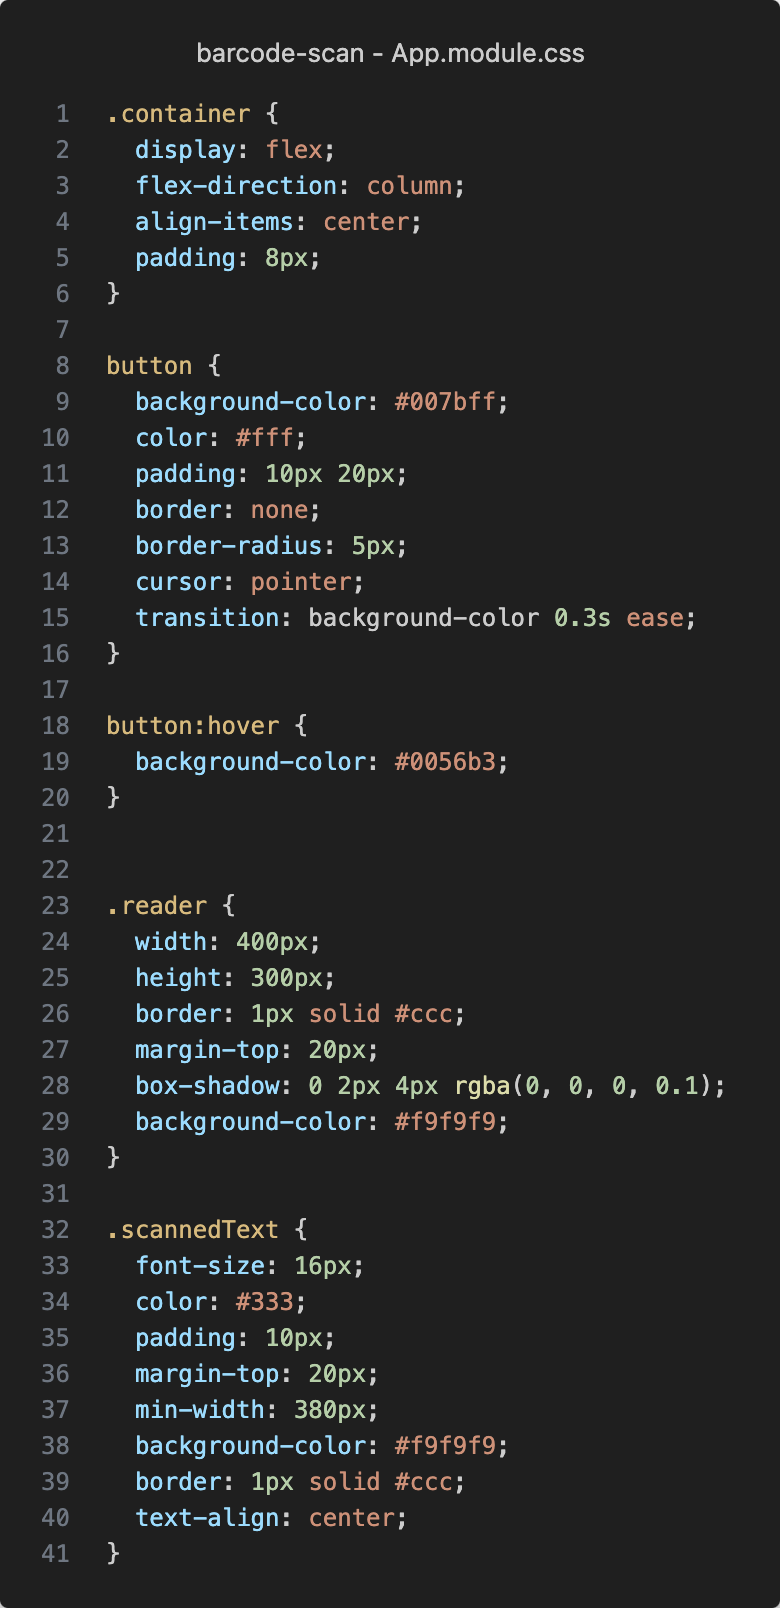 barcode-scan - App.module.css
1 .container {
2   display: flex;
3   flex-direction: column;
4   align-items: center;
5   padding: 8px;
6 }
7
8 button {
9   background-color: #007bff;
10   color: #fff;
11   padding: 10px 20px;
12   border: none;
13   border-radius: 5px;
14   cursor: pointer;
15   transition: background-color 0.3s ease;
16 }
17
18 button:hover {
19   background-color: #0056b3;
20 }
21
22
23 .reader {
24   width: 400px;
25   height: 300px;
26   border: 1px solid #ccc;
27   margin-top: 20px;
28   box-shadow: 0 2px 4px rgba(0, 0, 0, 0.1);
29   background-color: #f9f9f9;
30 }
31
32 .scannedText {
33   font-size: 16px;
34   color: #333;
35   padding: 10px;
36   margin-top: 20px;
37   min-width: 380px;
38   background-color: #f9f9f9;
39   border: 1px solid #ccc;
40   text-align: center;
41 }